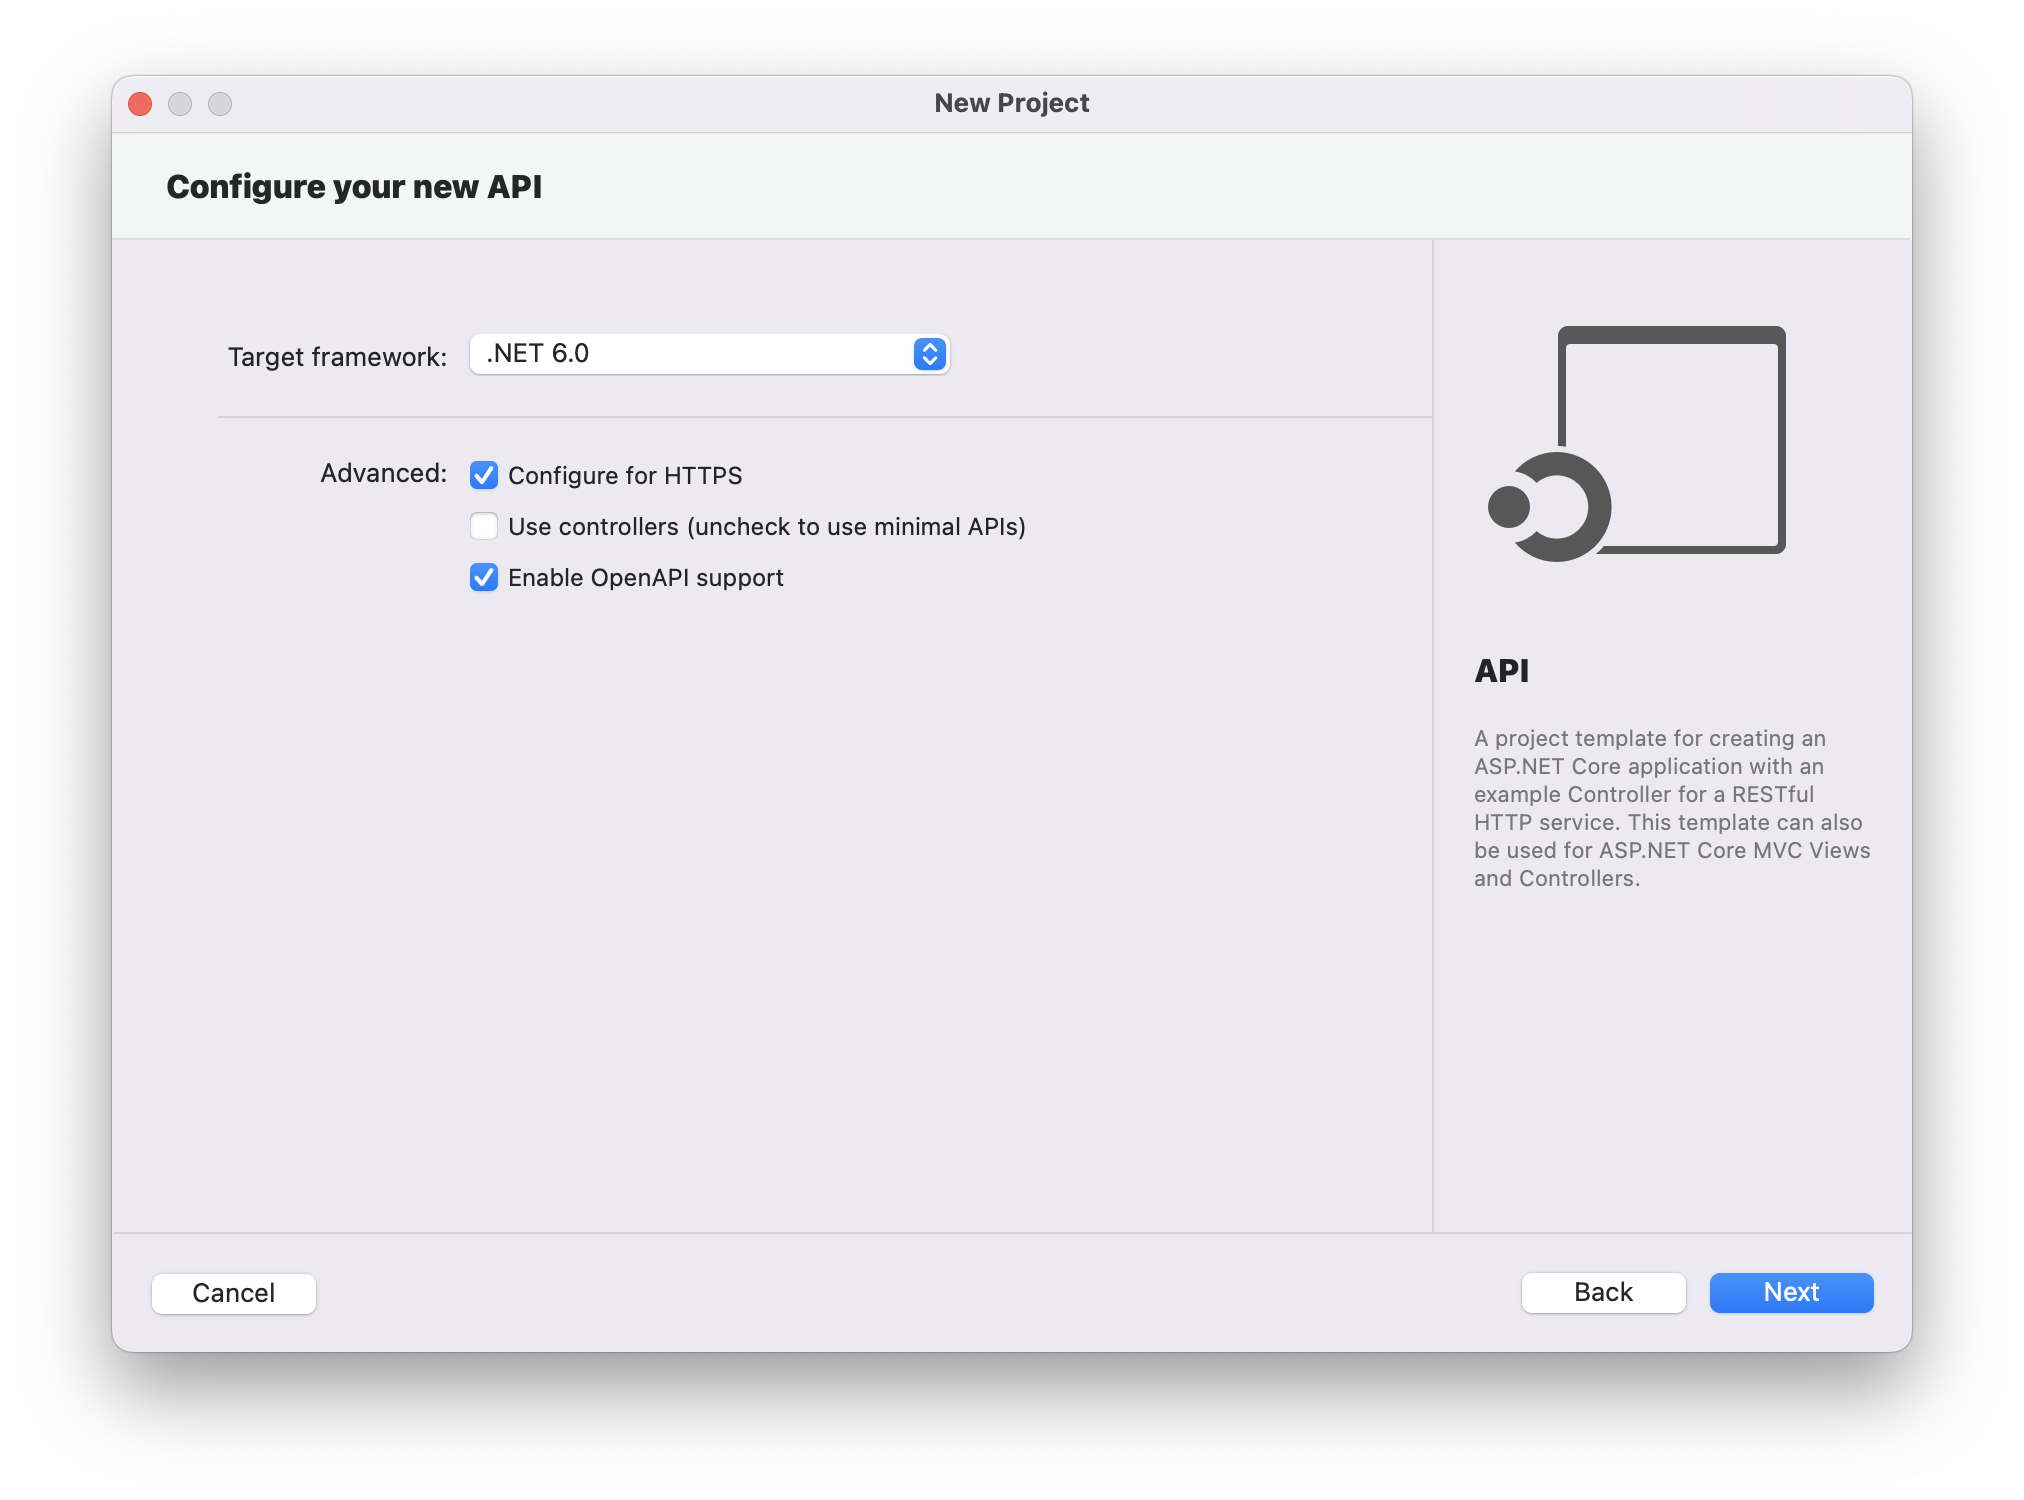 New Project
Configure your new API
Target framework: .NET 6.0
Advanced: Configure for HTTPS
Use controllers (uncheck to use minimal APIs)
Enable OpenAPI support
API
A project template for creating an
ASP.NET Core application with an
example Controller for a RESTful
HTTP service. This template can also
be used for ASP.NET Core MVC Views
and Controllers.
Cancel
Back
Next